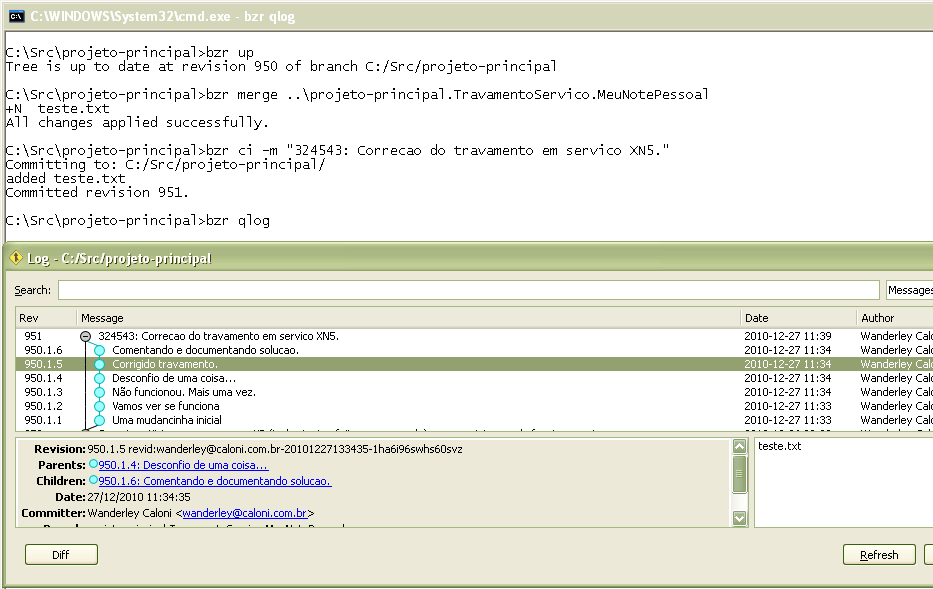 C:\WINDOWS\System32\cmd.exe - bzr qlog
C:\Src\projeto-principal>bzr up
Tree is up to date at revision 950 of branch C:/Src/projeto-principal
C:\Src\projeto-principal>bzr merge ..\projeto-principal.TravamentoServico.MeuNotePessoal
+N  teste.txt
All changes applied successfully.
C:\Src\projeto-principal>bzr ci -m "324543: Correcao do travamento em servico XN5."
Committing to: C:/Src/projeto-principal/
added teste.txt
Committed revision 951.
C:\Src\projeto-principal>bzr qlog
Log - C:/Src/projeto-principal
Search: Messages
Rev Message Date Author
951 324543: Correcao do travamento em servico XN5. 2010-12-27 11:39 Wanderley Calo
950.1.6 Comentando e documentando solucao. 2010-12-27 11:34 Wanderley Calo
950.1.5 Corrigido travamento. 2010-12-27 11:34 Wanderley Calo
950.1.4 Desconfio de uma coisa... 2010-12-27 11:34 Wanderley Calo
950.1.3 Não funcionou. Mais uma vez. 2010-12-27 11:34 Wanderley Calo
950.1.2 Vamos ver se funciona 2010-12-27 11:33 Wanderley Calo
950.1.1 Uma mudancinha inicial 2010-12-27 11:33 Wanderley Calo
Revision: 950.1.5 revid:wanderley@caloni.com.br-20101227133435-1ha6i96swhs60svz
teste.txt
Parents: 950.1.4: Desconfio de uma coisa...
Children: 950.1.6: Comentando e documentando solucao.
Date: 27/12/2010 11:34:35
Committer: Wanderley Caloni <wanderley@caloni.com.br>
Diff Refresh